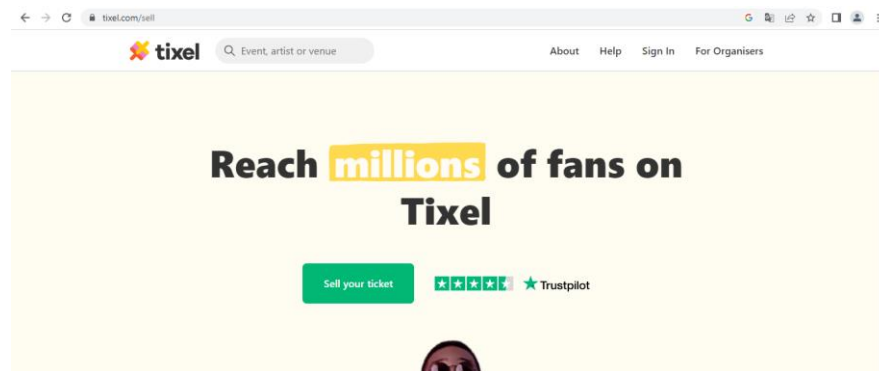 tixel.com/sell
tixel Event, artist or venue About Help Sign In For Organisers
Reach millions of fans on
Tixel
Sell your ticket Trustpilot